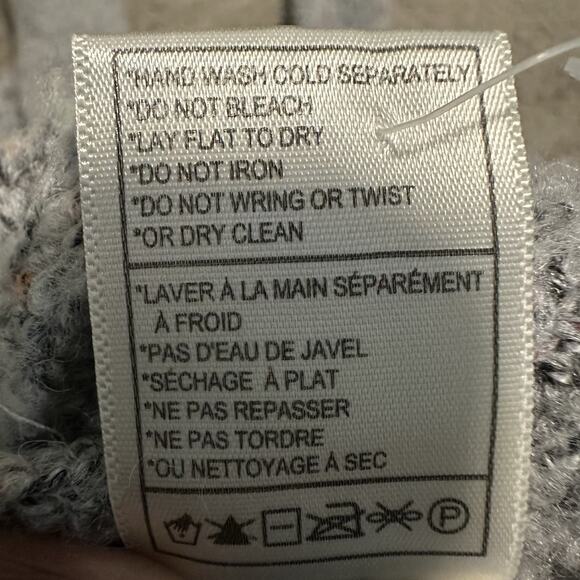 *HAND WASH COLD SEPARATELY
*DO NOT BLEACH
*LAY FLAT TO DRY
*DO NOT IRON
*DO NOT WRING OR TWIST
*OR DRY CLEAN
*LAVER À LA MAIN SÉPARÉMENT
À FROID
*PAS D'EAU DE JAVEL
*SÉCHAGE À PLAT
*NE PAS REPASSER
*NE PAS TORDRE
*OU NETTOYAGE À SEC
P